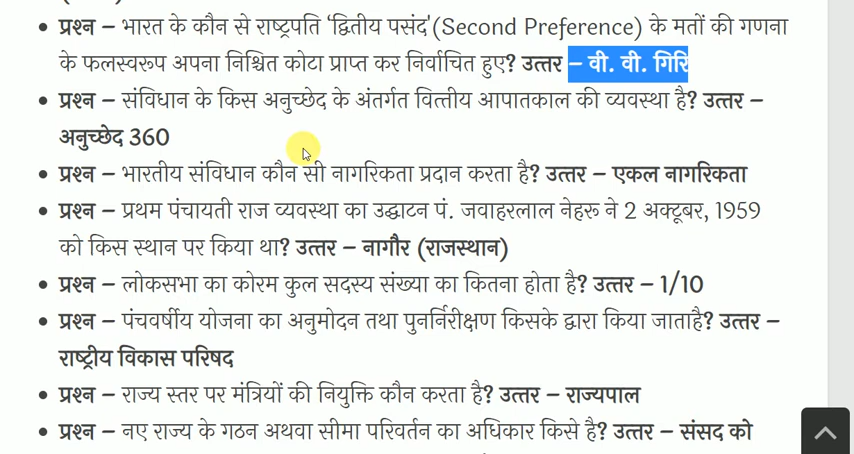 प्रश्न – भारत के कौन से राष्ट्रपति ‘द्वितीय पसंद'(Second Preference) के मतों की गणना
के फलस्वरूप अपना निश्चित कोटा प्राप्त कर निर्वाचित हुए? उत्तर – वी. वी. गिरि
प्रश्न – संविधान के किस अनुच्छेद के अंतर्गत वित्तीय आपातकाल की व्यवस्था है? उत्तर –
अनुच्छेद 360
प्रश्न – भारतीय संविधान कौन सी नागरिकता प्रदान करता है? उत्तर – एकल नागरिकता
प्रश्न – प्रथम पंचायती राज व्यवस्था का उद्घाटन पं. जवाहरलाल नेहरू ने 2 अक्टूबर, 1959
को किस स्थान पर किया था? उत्तर – नागौर (राजस्थान)
प्रश्न – लोकसभा का कोरम कुल सदस्य संख्या का कितना होता है? उत्तर – 1/10
प्रश्न – पंचवर्षीय योजना का अनुमोदन तथा पुनर्निरीक्षण किसके द्वारा किया जाताहै? उत्तर –
राष्ट्रीय विकास परिषद
प्रश्न – राज्य स्तर पर मंत्रियों की नियुक्ति कौन करता है? उत्तर – राज्यपाल
प्रश्न – नए राज्य के गठन अथवा सीमा परिवर्तन का अधिकार किसे है? उत्तर – संसद को